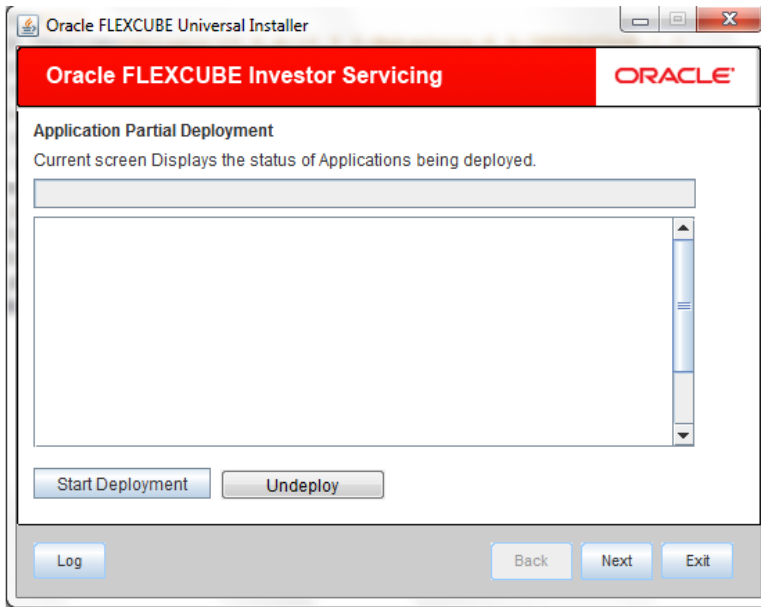 Oracle FLEXCUBE Universal Installer
Oracle FLEXCUBE Investor Servicing
ORACLE
Application Partial Deployment
Current screen Displays the status of Applications being deployed.
Start Deployment Undeploy
Log Back Next Exit